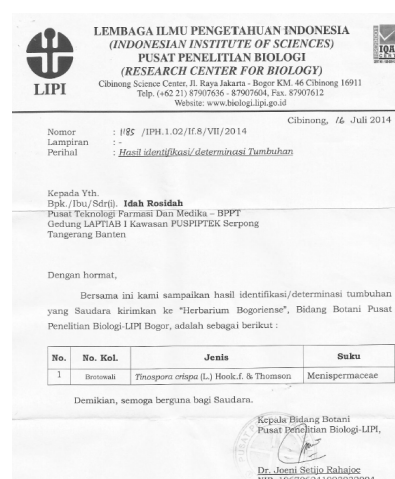 LEMBAGA ILMU PENGETAHUAN INDONESIA
(INDONESIAN INSTITUTE OF SCIENCES)
PUSAT PENELITIAN BIOLOGI
(RESEARCH CENTER FOR BIOLOGY)
Cibinong Science Center, Jl. Raya Jakarta - Bogor KM. 46 Cibinong 16911
Telp. (+62 21) 87907636 - 87907604, Fax. 87907612
Website: www.biologi.lipi.go.id
LIPI
IQA
Cibinong, 16 Juli 2014
Nomor : 1185 /IPH.1.02/If.8/VII/2014
Lampiran : -
Perihal : Hasil identifikasi/determinasi Tumbuhan
Kepada Yth.
Bpk./Ibu/Sdr(i). Idah Rosidah
Pusat Teknologi Farmasi Dan Medika – BPPT
Gedung LAPTIAB I Kawasan PUSPIPTEK Serpong
Tangerang Banten
Dengan hormat,
Bersama ini kami sampaikan hasil identifikasi/determinasi tumbuhan
yang Saudara kirimkan ke "Herbarium Bogoriense", Bidang Botani Pusat
Penelitian Biologi-LIPI Bogor, adalah sebagai berikut :
No. No. Kol. Jenis Suku
1 Brotowali Tinospora crispa (L.) Hook.f. & Thomson Menispermaceae
Demikian, semoga berguna bagi Saudara.
Kepala Bidang Botani
Pusat Penelitian Biologi-LIPI,
Dr. Joeni Setijo Rahajoe